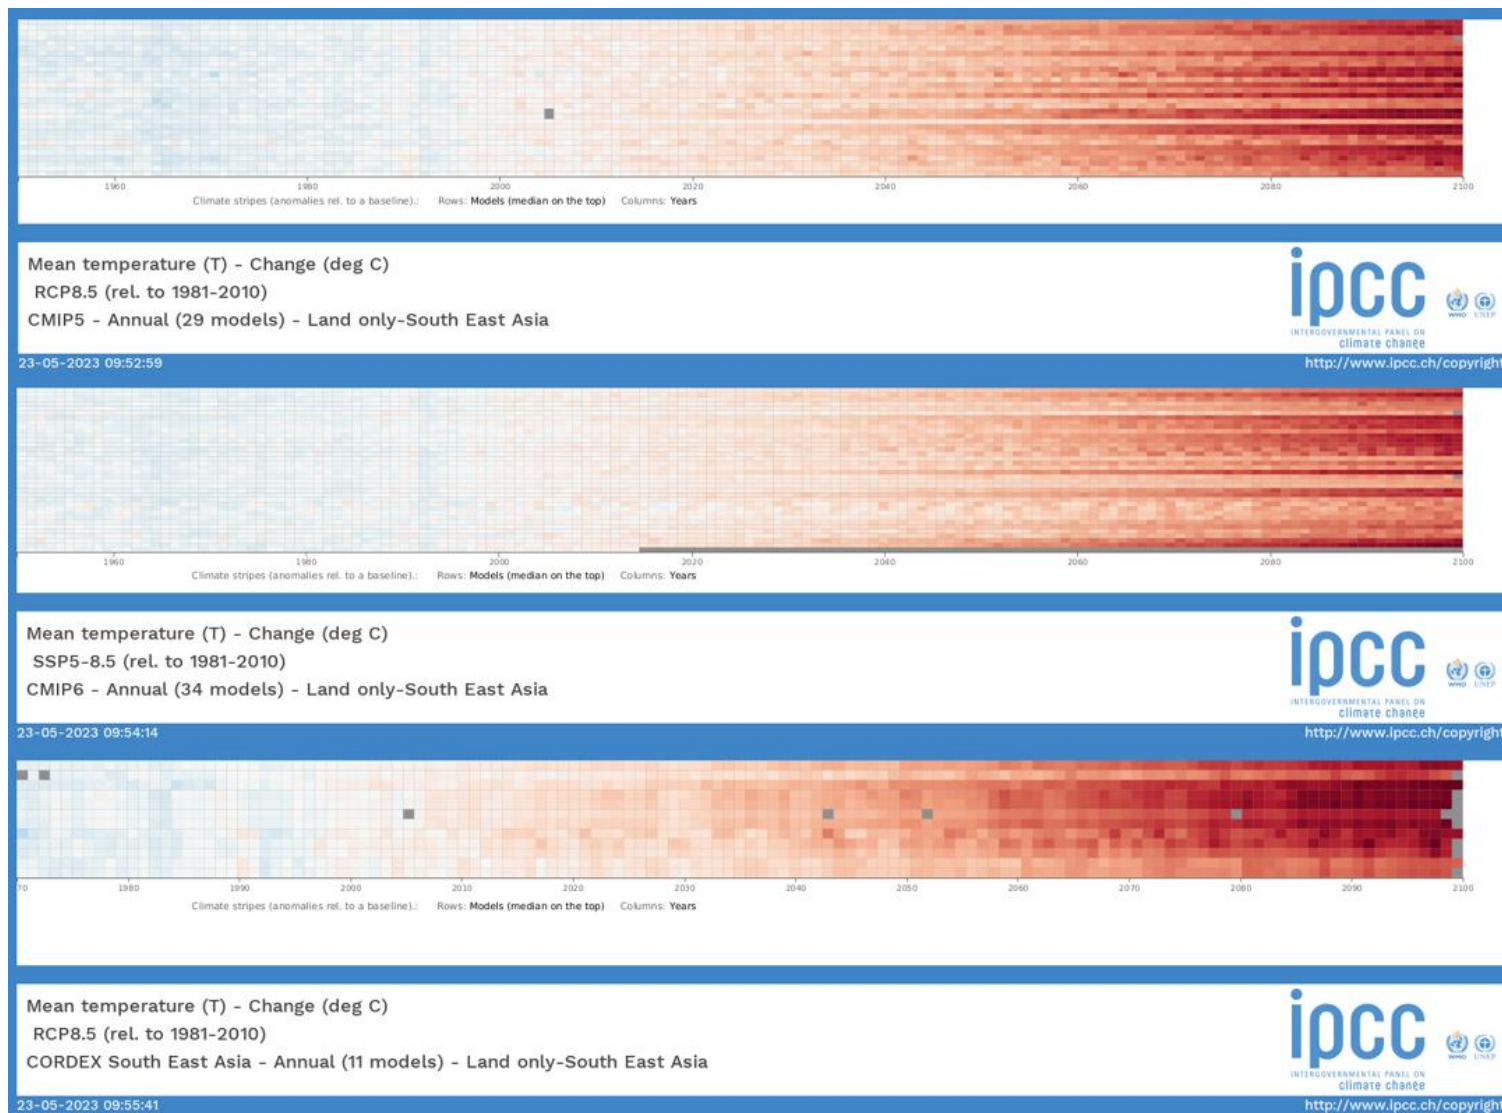 1960 1980 2000 2020 2040 2060 2080 2100
Climate stripes (anomalies rel. to a baseline).: Rows: Models (median on the top) Columns: Years
Mean temperature (T) - Change (deg C)
RCP8.5 (rel. to 1981-2010)
CMIP5 - Annual (29 models) - Land only-South East Asia
ipcc
INTERGOVERNMENTAL PANEL ON
climate change
WMO UNEP
23-05-2023 09:52:59
http://www.ipcc.ch/copyright
1960 1980 2000 2020 2040 2060 2080 2100
Climate stripes (anomalies rel. to a baseline).: Rows: Models (median on the top) Columns: Years
Mean temperature (T) - Change (deg C)
SSP5-8.5 (rel. to 1981-2010)
CMIP6 - Annual (34 models) - Land only-South East Asia
ipcc
INTERGOVERNMENTAL PANEL ON
climate change
WMO UNEP
23-05-2023 09:54:14
http://www.ipcc.ch/copyright
70 1980 1990 2000 2010 2020 2030 2040 2050 2060 2070 2080 2090 2100
Climate stripes (anomalies rel. to a baseline).: Rows: Models (median on the top) Columns: Years
Mean temperature (T) - Change (deg C)
RCP8.5 (rel. to 1981-2010)
CORDEX South East Asia - Annual (11 models) - Land only-South East Asia
ipcc
INTERGOVERNMENTAL PANEL ON
climate change
WMO UNEP
23-05-2023 09:55:41
http://www.ipcc.ch/copyright